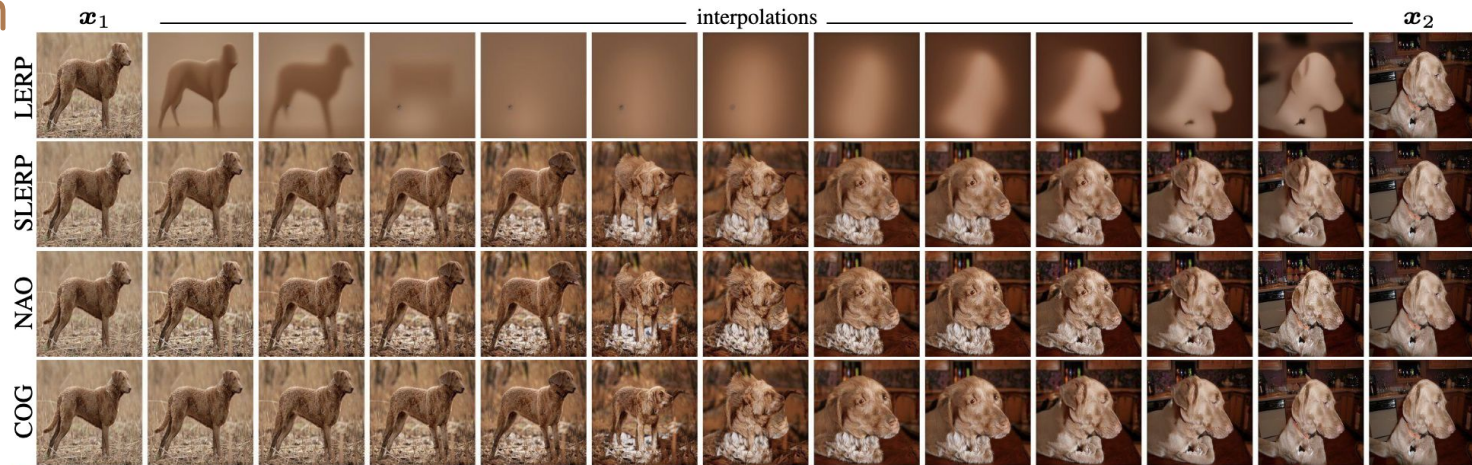 x₁ interpolations x₂
LERP
SLERP
NAO
COG